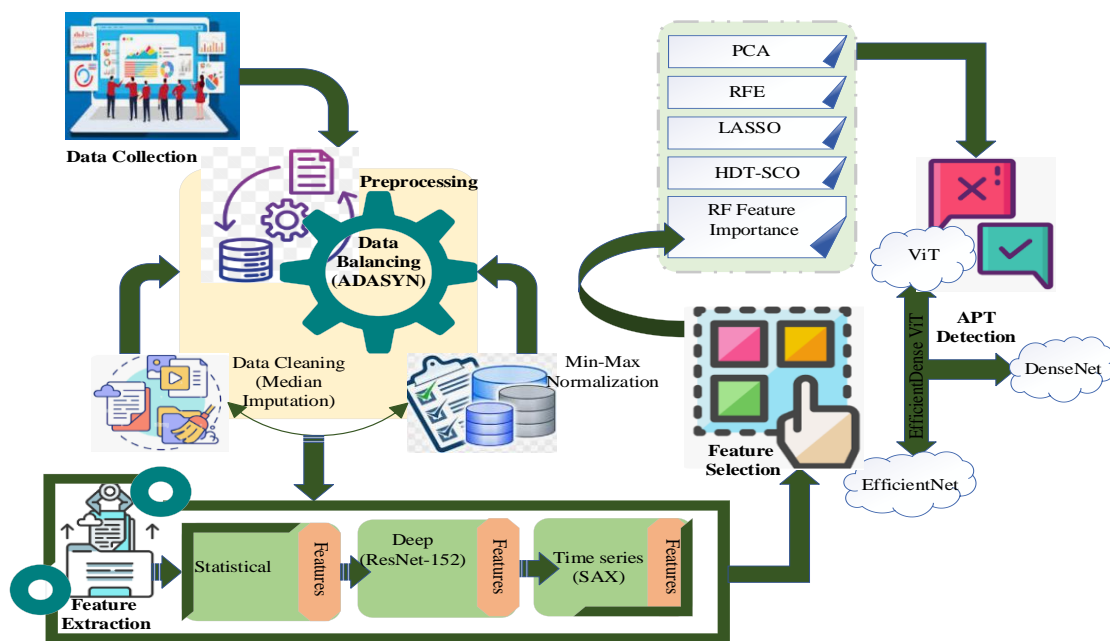 Data Collection
Preprocessing
Data
Balancing
(ADASYN)
Data Cleaning
(Median
Imputation)
Min-Max
Normalization
Feature
Extraction
Statistical
Features
Deep
(ResNet-152)
Features
Time series
(SAX)
Features
Feature
Selection
PCA
RFE
LASSO
HDT-SCO
RF Feature
Importance
ViT
EfficientDense ViT
APT
Detection
DenseNet
EfficientNet